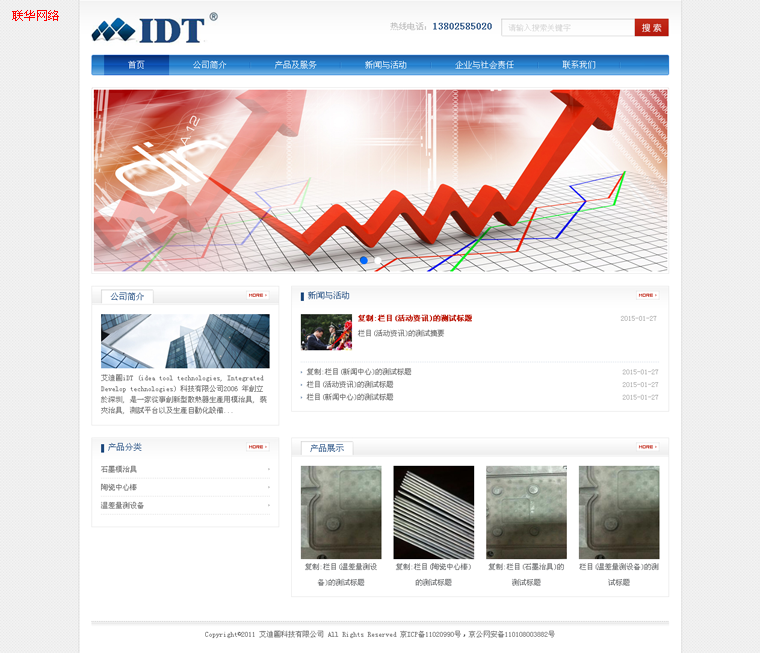 联华网络
IDT®
热线电话: 13802585020
请输入搜索关键字
搜 索
首页
公司简介
产品及服务
新闻与活动
企业与社会责任
联系我们
公司简介
HOME
艾迪麗iDT (idea tool technologies, Integrated
Develop technologies) 科技有限公司2006 年創立
於深圳, 是一家從事創新型散熱器生產用模治具, 裝
夾治具, 測試平台以及生產自動化設備...
新闻与活动
HOME
复制:栏目(活动资讯)的测试标题
2015-01-27
栏目(活动资讯)的测试摘要
复制:栏目(新闻中心)的测试标题
2015-01-27
栏目(活动资讯)的测试标题
2015-01-27
栏目(新闻中心)的测试标题
2015-01-27
产品分类
HOME
石墨模治具
陶瓷中心棒
温差量测设备
产品展示
HOME
复制:栏目(温差量测设
备)的测试标题
复制:栏目(陶瓷中心棒)
的测试标题
复制:栏目(石墨冶具)的
测试标题
栏目(温差量测设备)的测
试标题
Copyright©2011 艾迪麗科技有限公司 All Rights Reserved 京ICP备11020990号，京公网安备110108003882号